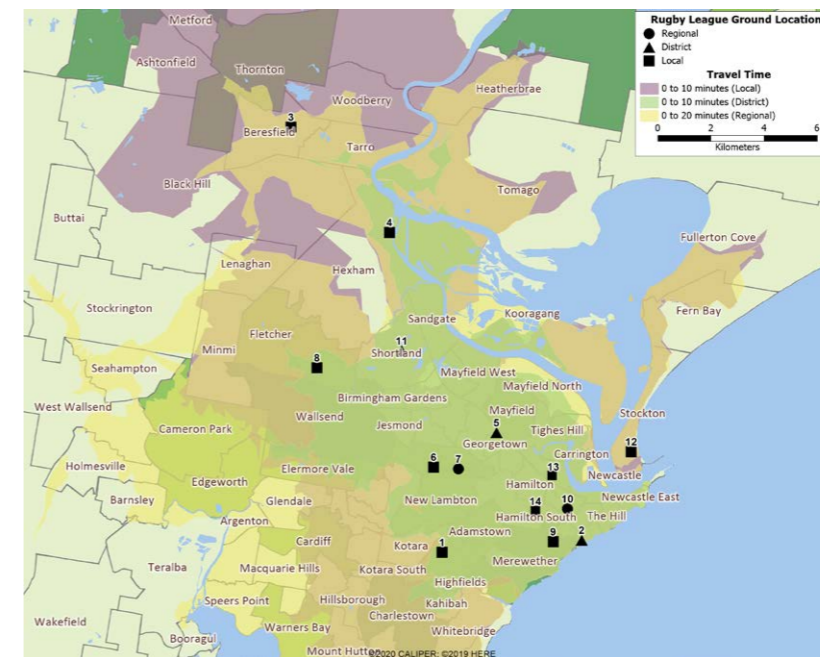 Rugby League Ground Location
Regional
District
Local
Travel Time
0 to 10 minutes (Local)
0 to 10 minutes (District)
0 to 20 minutes (Regional)
0 2 4 6
Kilometers
Metford
Ashtonfield
Thornton
Woodberry
Heatherbrae
3
Beresfield
Tarro
Black Hill
Tomago
Buttai
4
Fullerton Cove
Lenaghan
Hexham
Stockrington
Sandgate
Kooragang
Fern Bay
Fletcher
11
Minmi
Shortland
8
Seahampton
Mayfield West
Mayfield North
West Wallsend
Birmingham Gardens
Wallsend
Mayfield
Stockton
Cameron Park
Jesmond
5
Tighes Hill
Georgetown
12
Carrington
Holmesville
Elermore Vale
6
7
13
Newcastle
Edgeworth
Hamilton
Barnsley
Glendale
New Lambton
Newcastle East
14
10
Argenton
Hamilton South
The Hill
Cardiff
Adamstown
1
Kotara
9
2
Teralba
Macquarie Hills
Kotara South
Merewether
Highfields
Speers Point
Hillsborough
Kahibah
Wakefield
Charlestown
Warners Bay
Whitebridge
Booragul
Mount Hutton
©2020 CALIPER; ©2019 HERE